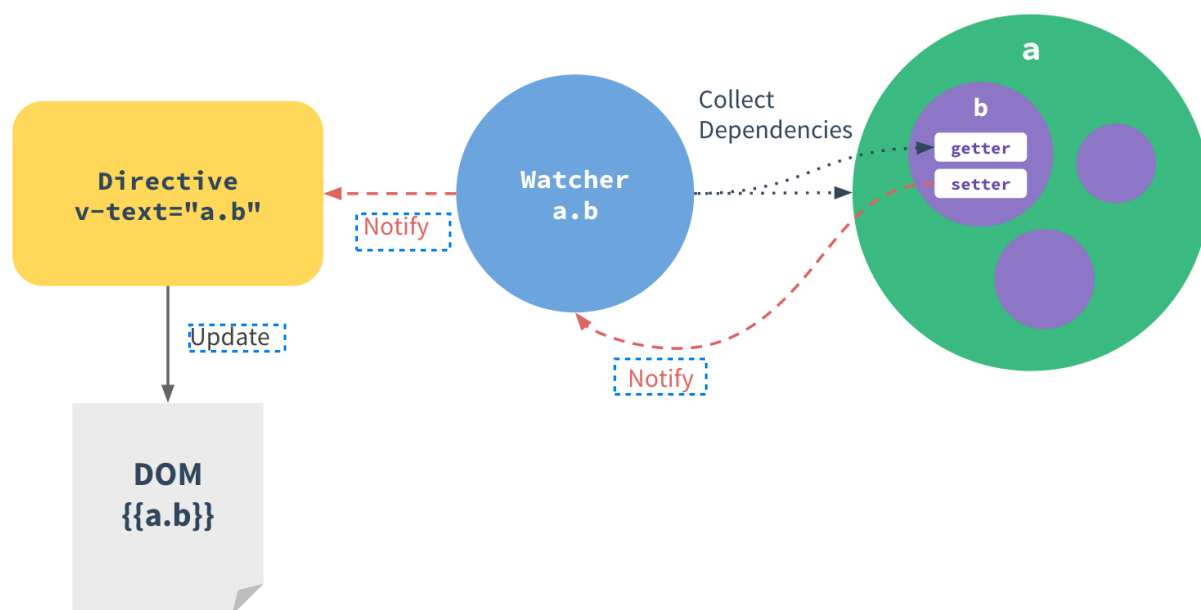 a
b
getter
setter
Collect
Dependencies
Watcher
a.b
Directive
v-text="a.b"
Notify
Update
Notify
DOM
{{a.b}}